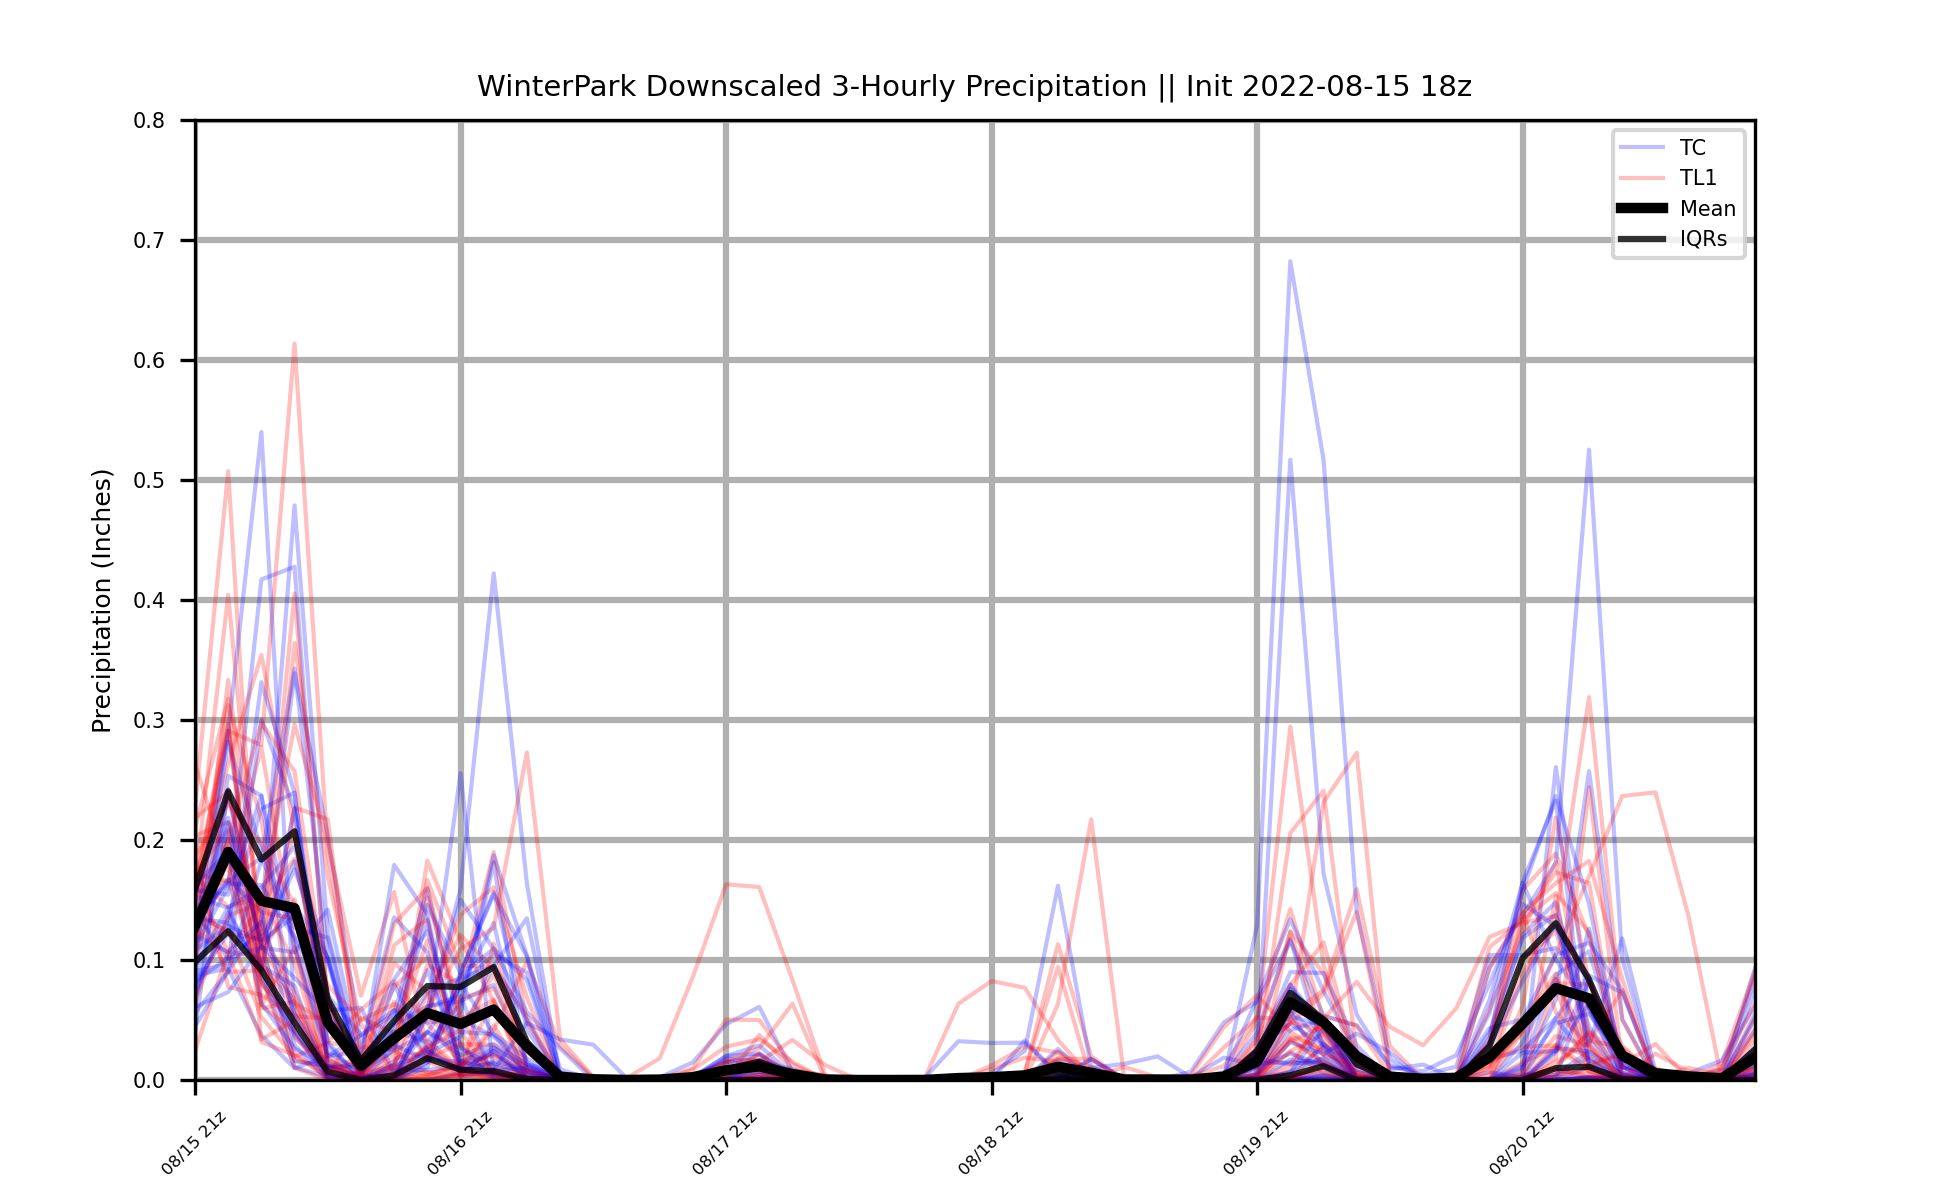 WinterPark Downscaled 3-Hourly Precipitation || Init 2022-08-15 18z
Precipitation (Inches)
0.8
0.7
0.6
0.5
0.4
0.3
0.2
0.1
0.0
TC
TL1
Mean
IQRs
08/15 21z
08/16 21z
08/17 21z
08/18 21z
08/19 21z
08/20 21z